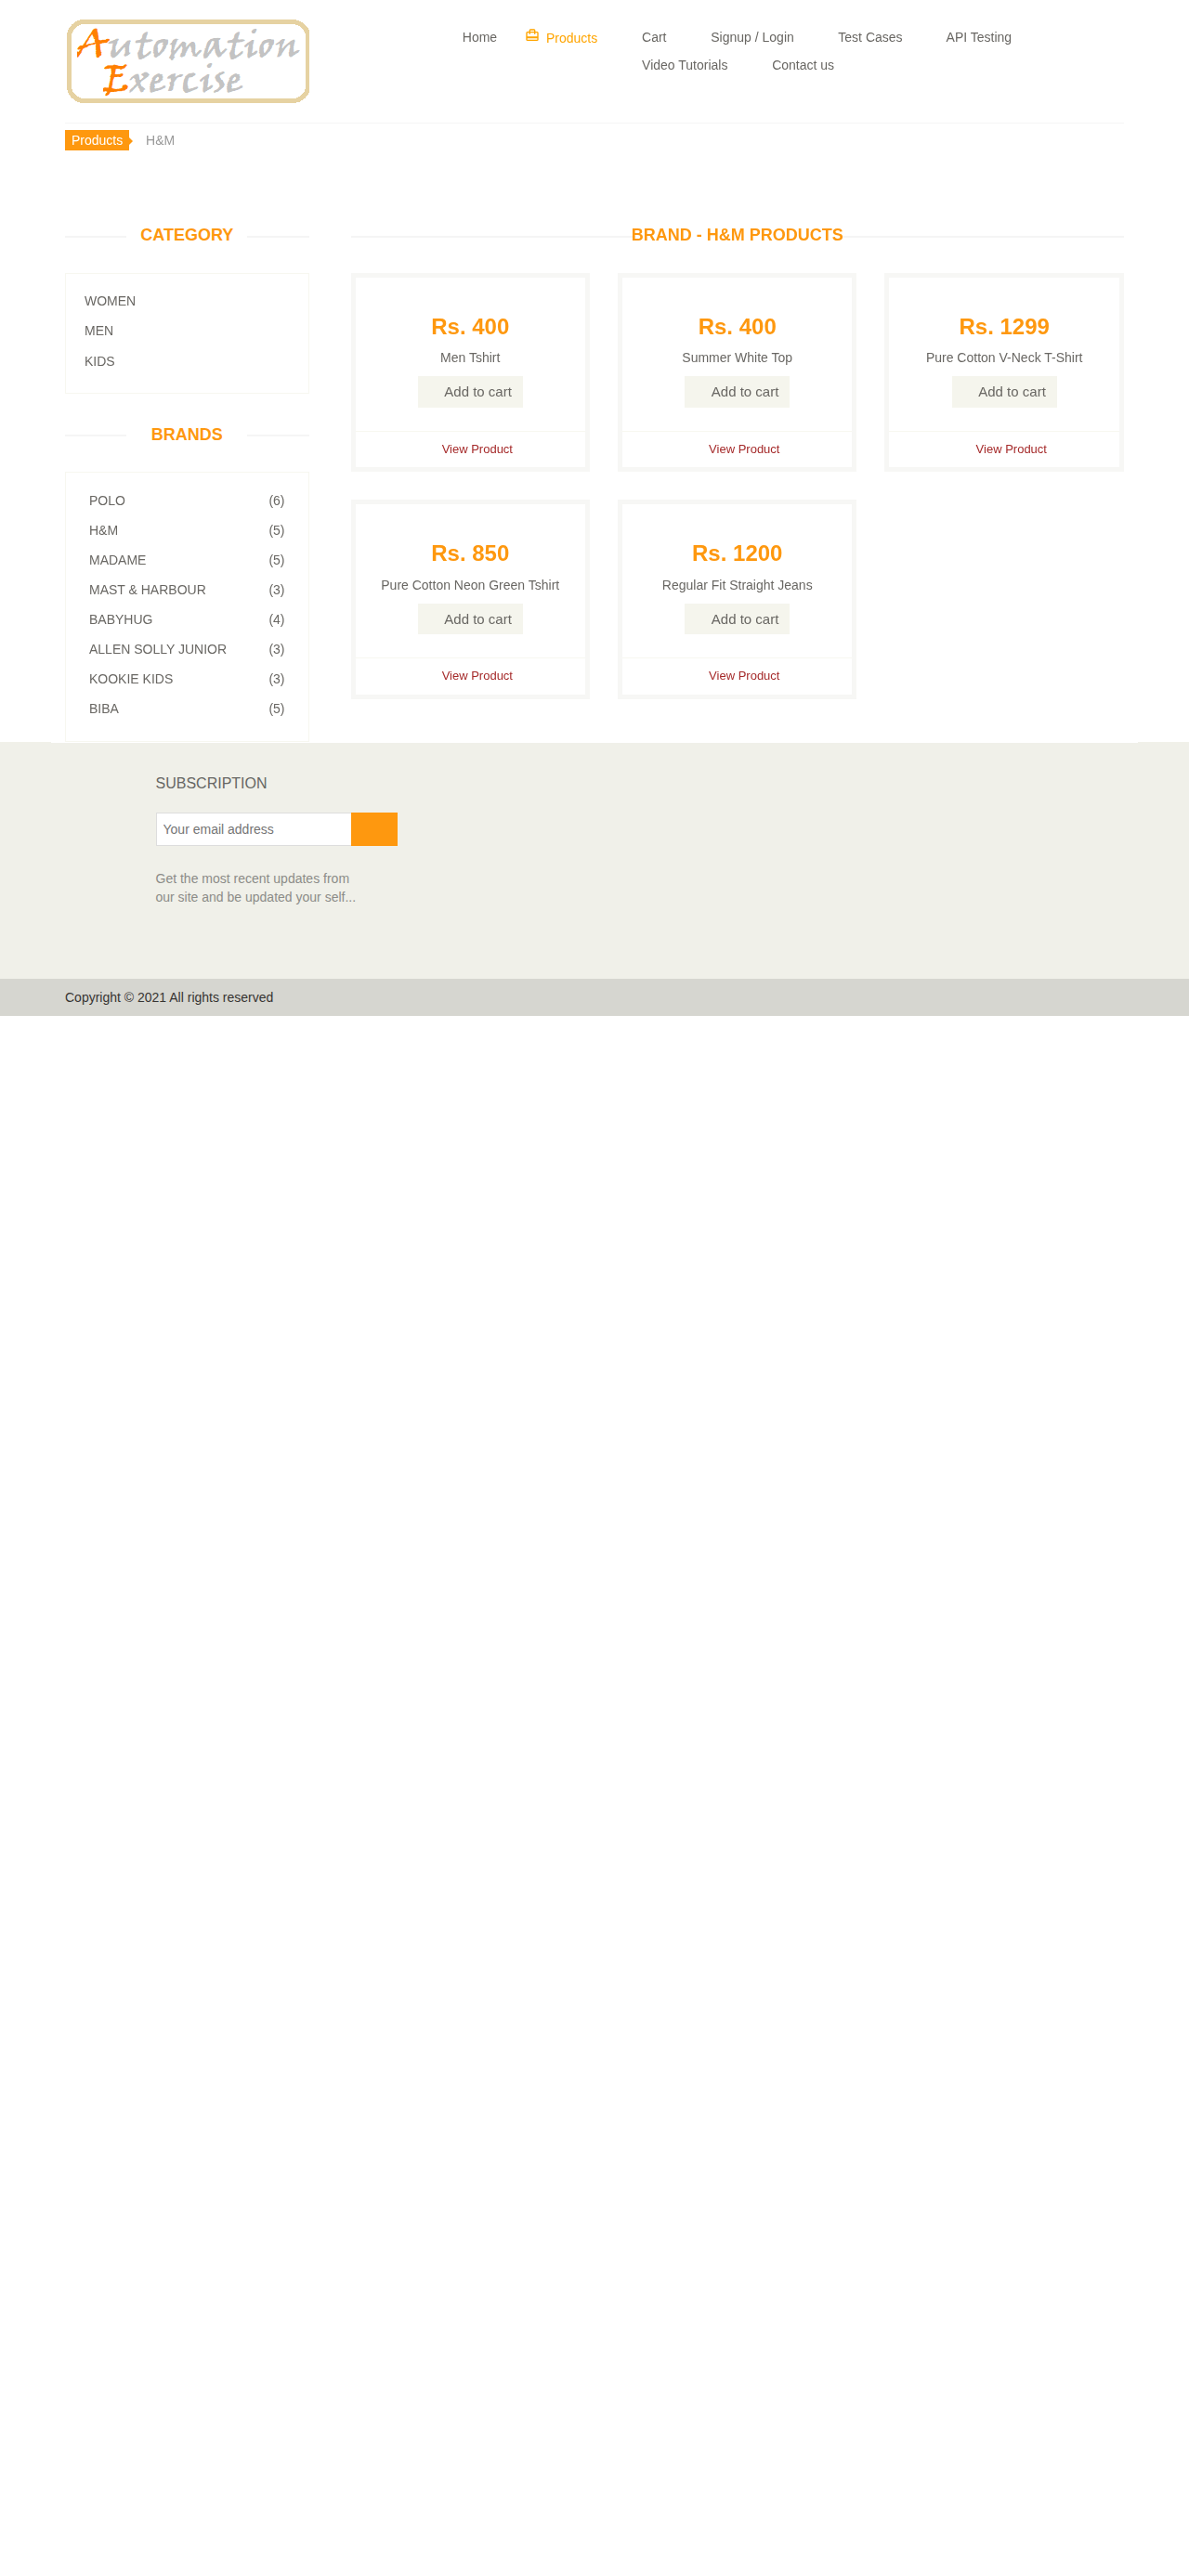 Automation
Exercise
Home Products Cart Signup / Login Test Cases API Testing
Video Tutorials Contact us
Products H&M
CATEGORY
WOMEN
MEN
KIDS
BRANDS
POLO (6)
H&M (5)
MADAME (5)
MAST & HARBOUR (3)
BABYHUG (4)
ALLEN SOLLY JUNIOR (3)
KOOKIE KIDS (3)
BIBA (5)
BRAND - H&M PRODUCTS
Rs. 400
Men Tshirt
Add to cart
View Product
Rs. 400
Summer White Top
Add to cart
View Product
Rs. 1299
Pure Cotton V-Neck T-Shirt
Add to cart
View Product
Rs. 850
Pure Cotton Neon Green Tshirt
Add to cart
View Product
Rs. 1200
Regular Fit Straight Jeans
Add to cart
View Product
SUBSCRIPTION
Your email address
Get the most recent updates from
our site and be updated your self...
Copyright © 2021 All rights reserved